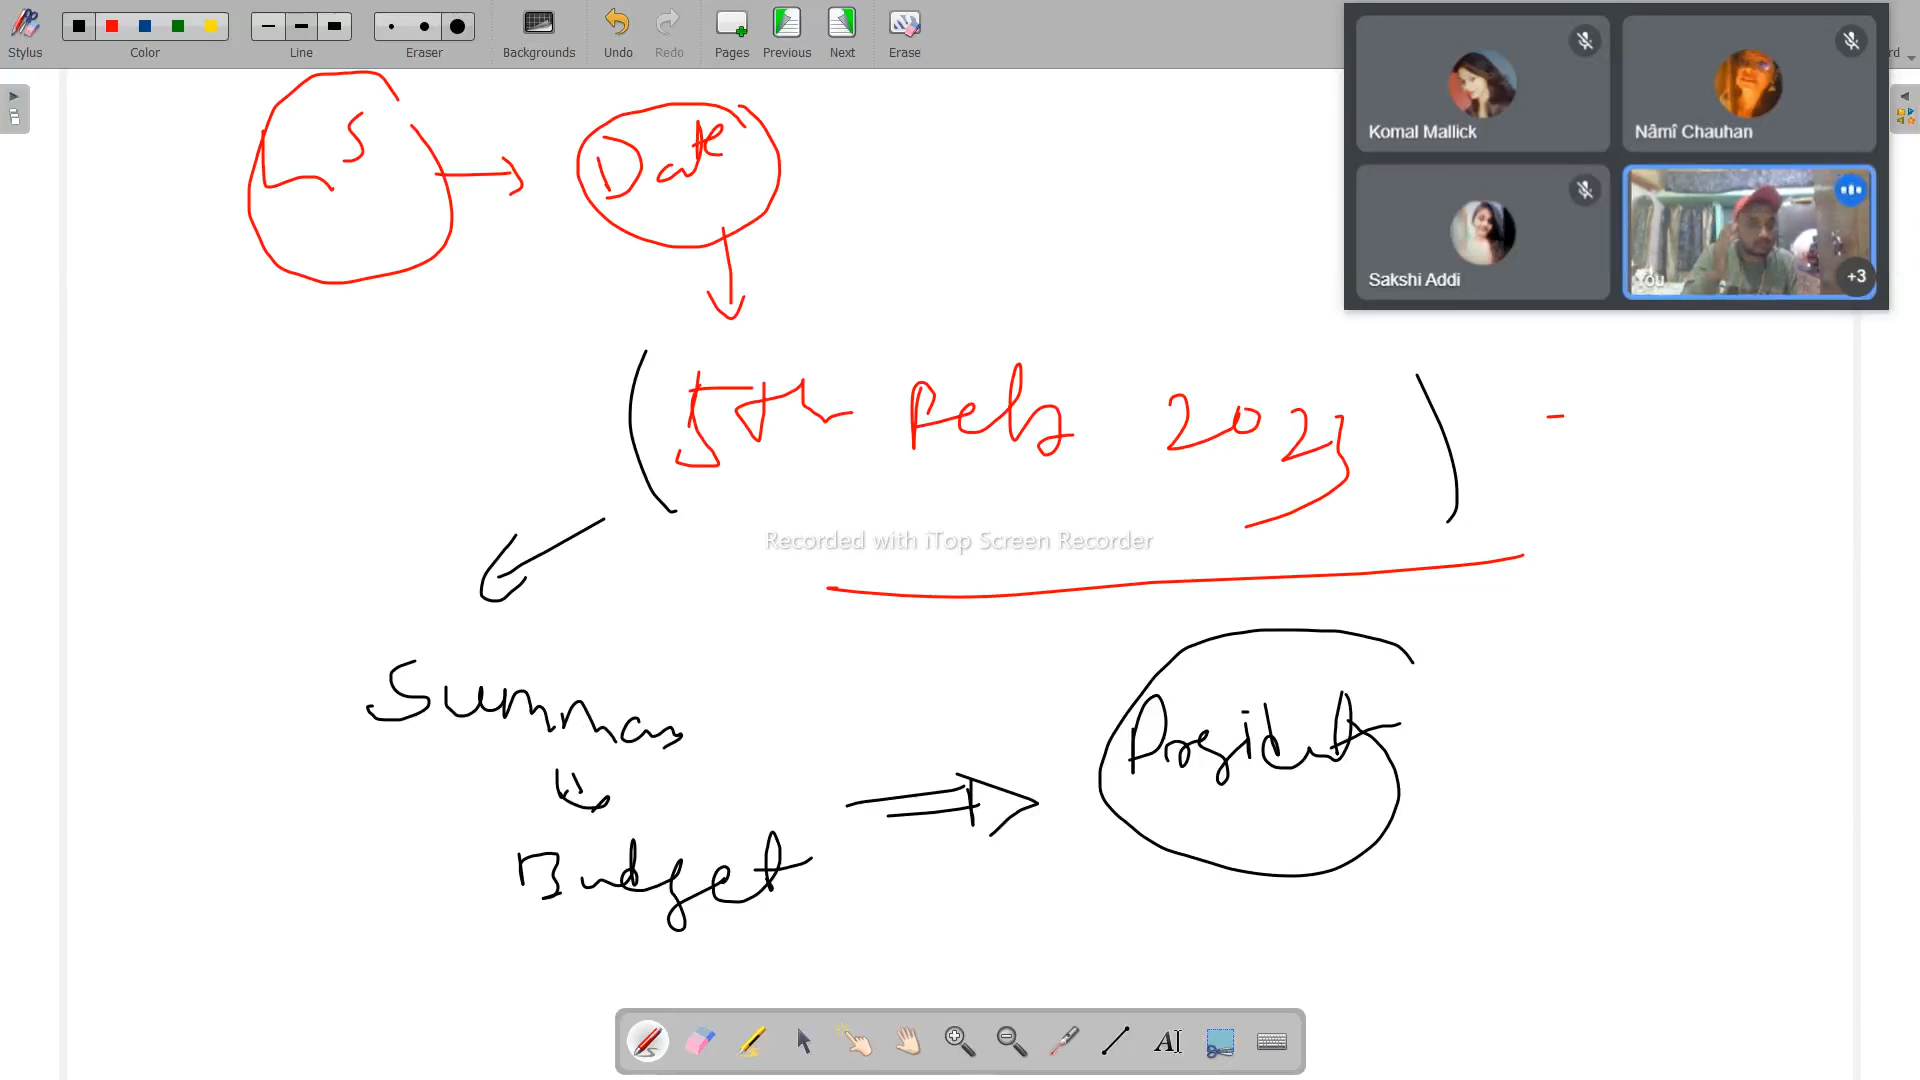 Stylus Color Line Eraser Backgrounds Undo Redo Pages Previous Next Erase
Komal Mallick
Nâmî Chauhan
Sakshi Addi
You
+3
LS
Date
(5th Feb 2023)
Recorded with iTop Screen Recorder
Summary
Budget
President